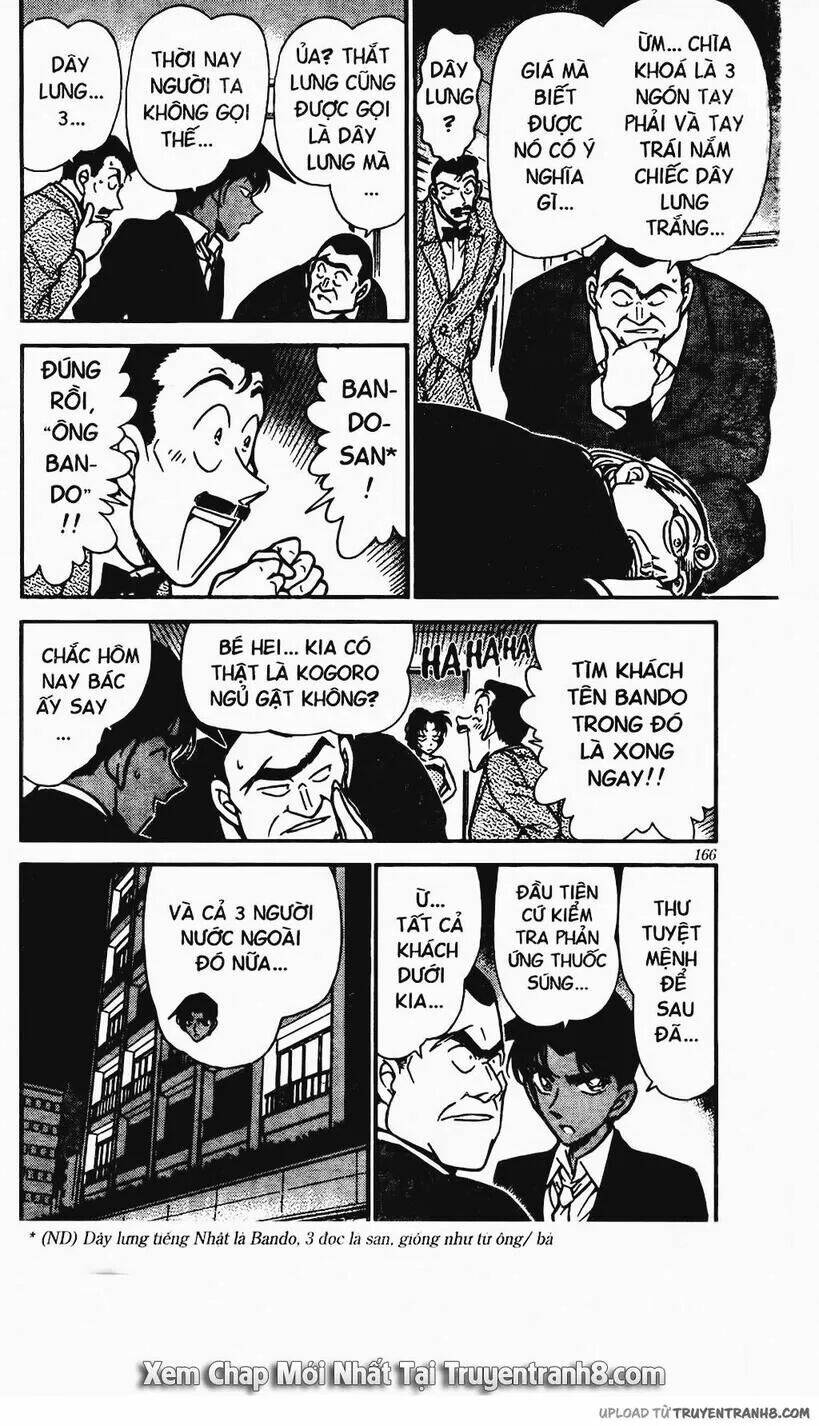 ỪM... CHÌA
KHOÁ LÀ 3
NGÓN TAY
PHẢI VÀ TAY
TRÁI NẮM
CHIẾC DÂY
LƯNG
TRẮNG...
GIÁ MÀ
BIẾT
ĐƯỢC
NÓ CÓ Ý
NGHĨA
GÌ...
DÂY
LƯNG
?
ỦA? THẮT
LƯNG CŨNG
ĐƯỢC GỌI
LÀ DÂY
LƯNG MÀ
...
THỜI NAY
NGƯỜI TA
KHÔNG GỌI
THẾ...
DÂY
LƯNG...
3...
BAN-
DO-
SAN*
!
ĐÚNG
RỒI,
"ÔNG
BAN-
DO"
!!
TÌM KHÁCH
TÊN BANDO
TRONG ĐÓ
LÀ XONG
NGAY!!
HA HA HA
BÉ HEI... KIA CÓ
THẬT LÀ KOGORO
NGỦ GẬT KHÔNG?
CHẮC HÔM
NAY BÁC
ẤY SAY
...
166
THƯ
TUYỆT
MỆNH
ĐỂ
SAU
ĐÃ...
ĐẦU TIÊN
CỨ KIỂM
TRA PHẢN
ỨNG THUỐC
SÚNG...
Ừ...
TẤT CẢ
KHÁCH
DƯỚI
KIA...
VÀ CẢ 3 NGƯỜI
NƯỚC NGOÀI
ĐÓ NỮA...
* (ND) Dây lưng tiếng Nhật là Bando, 3 đọc là san, giống như từ ông/ bà
Xem Chap Mới Nhất Tại Truyentranh8.com
UPLOAD TỪ TRUYENTRANH8.COM